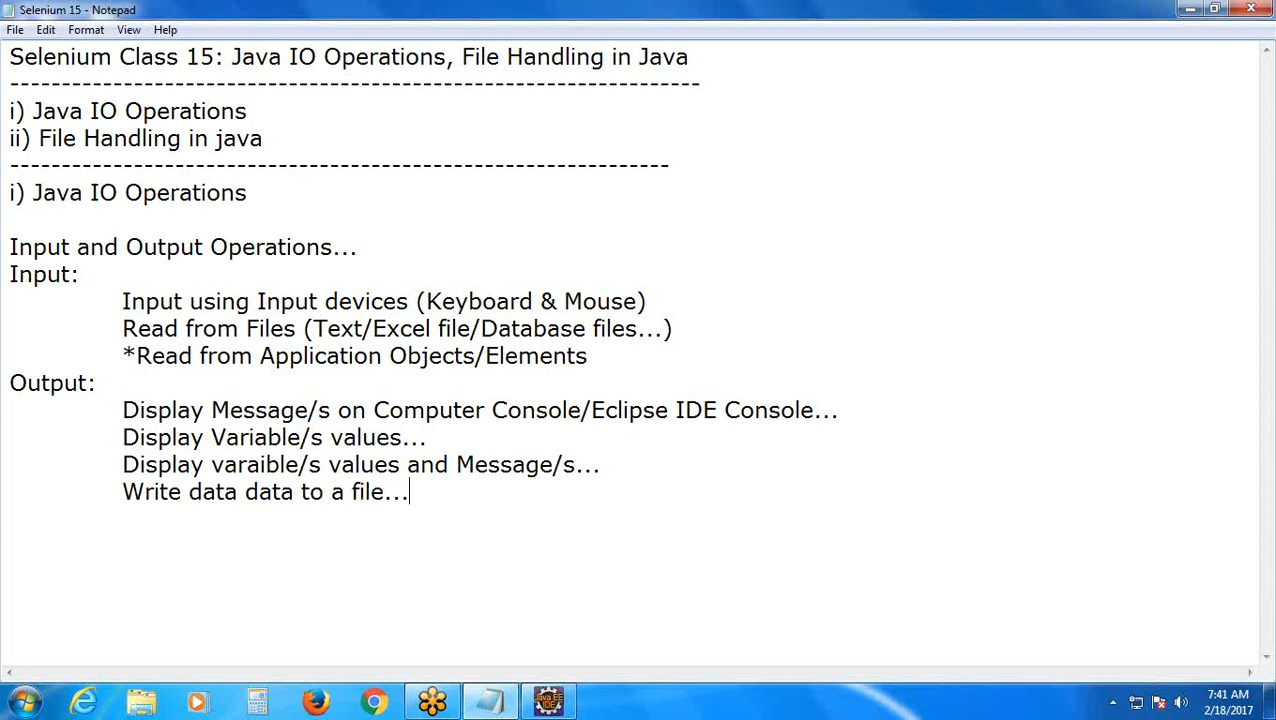 Selenium 15 - Notepad
File Edit Format View Help
Selenium Class 15: Java IO Operations, File Handling in Java
-------------------------------------------------------------------
i) Java IO Operations
ii) File Handling in java
----------------------------------------------------------------
i) Java IO Operations
Input and Output Operations...
Input:
Input using Input devices (Keyboard & Mouse)
Read from Files (Text/Excel file/Database files...)
*Read from Application Objects/Elements
Output:
Display Message/s on Computer Console/Eclipse IDE Console...
Display Variable/s values...
Display varaible/s values and Message/s...
Write data data to a file...
Java EE
IDE
7:41 AM
2/18/2017